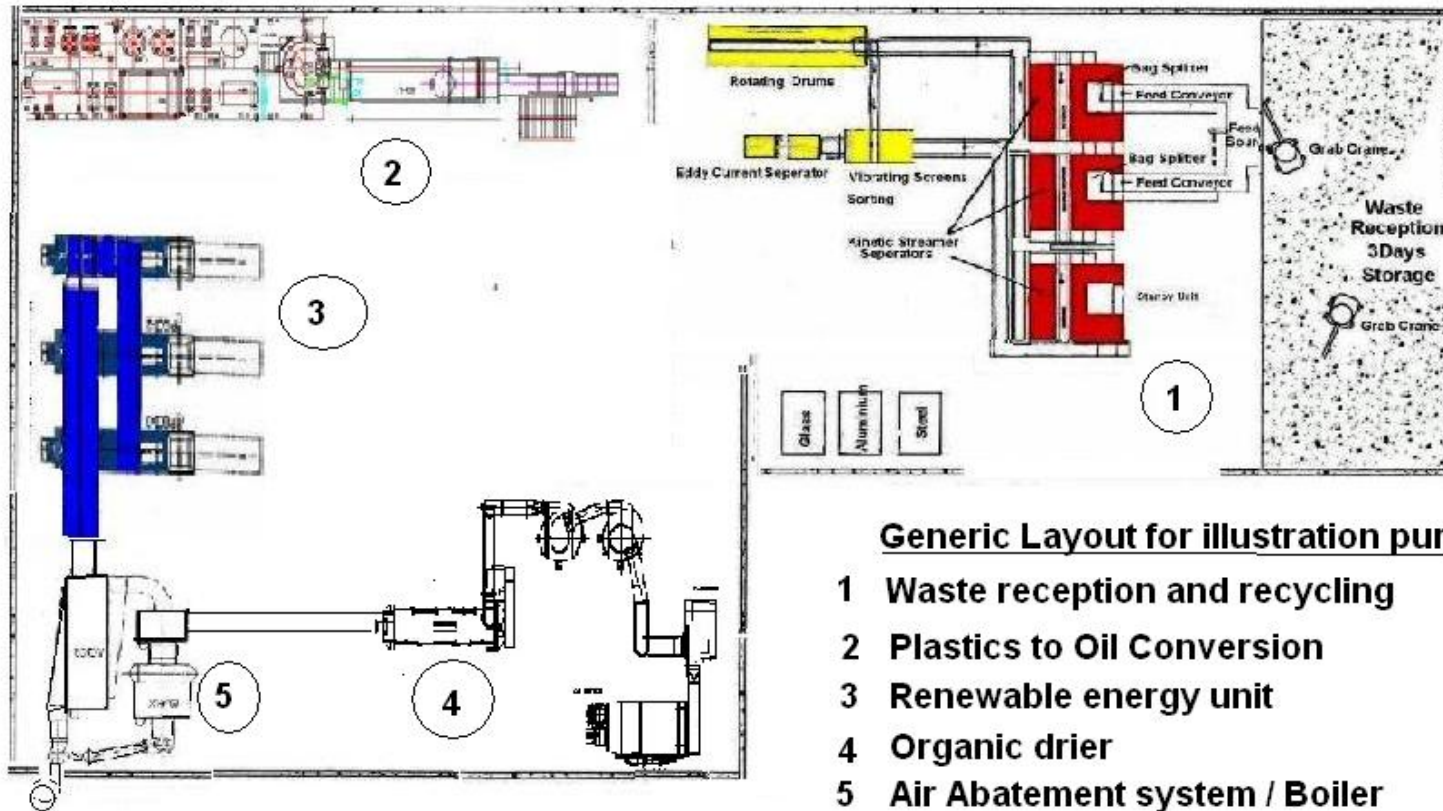 Rotating Drums
Bag Splitter
Feed Conveyor
Grab Crane
Bag Splitter
Feed Conveyor
Eddy Current Seperator
Vibrating Screens
Sorting
Waste
Reception
3Days
Storage
Kinetic Streamer
Seperators
Grab Crane
2
3
1
Glass
Aluminium
Steel
5
4
Generic Layout for illustration pur
1 Waste reception and recycling
2 Plastics to Oil Conversion
3 Renewable energy unit
4 Organic drier
5 Air Abatement system / Boiler